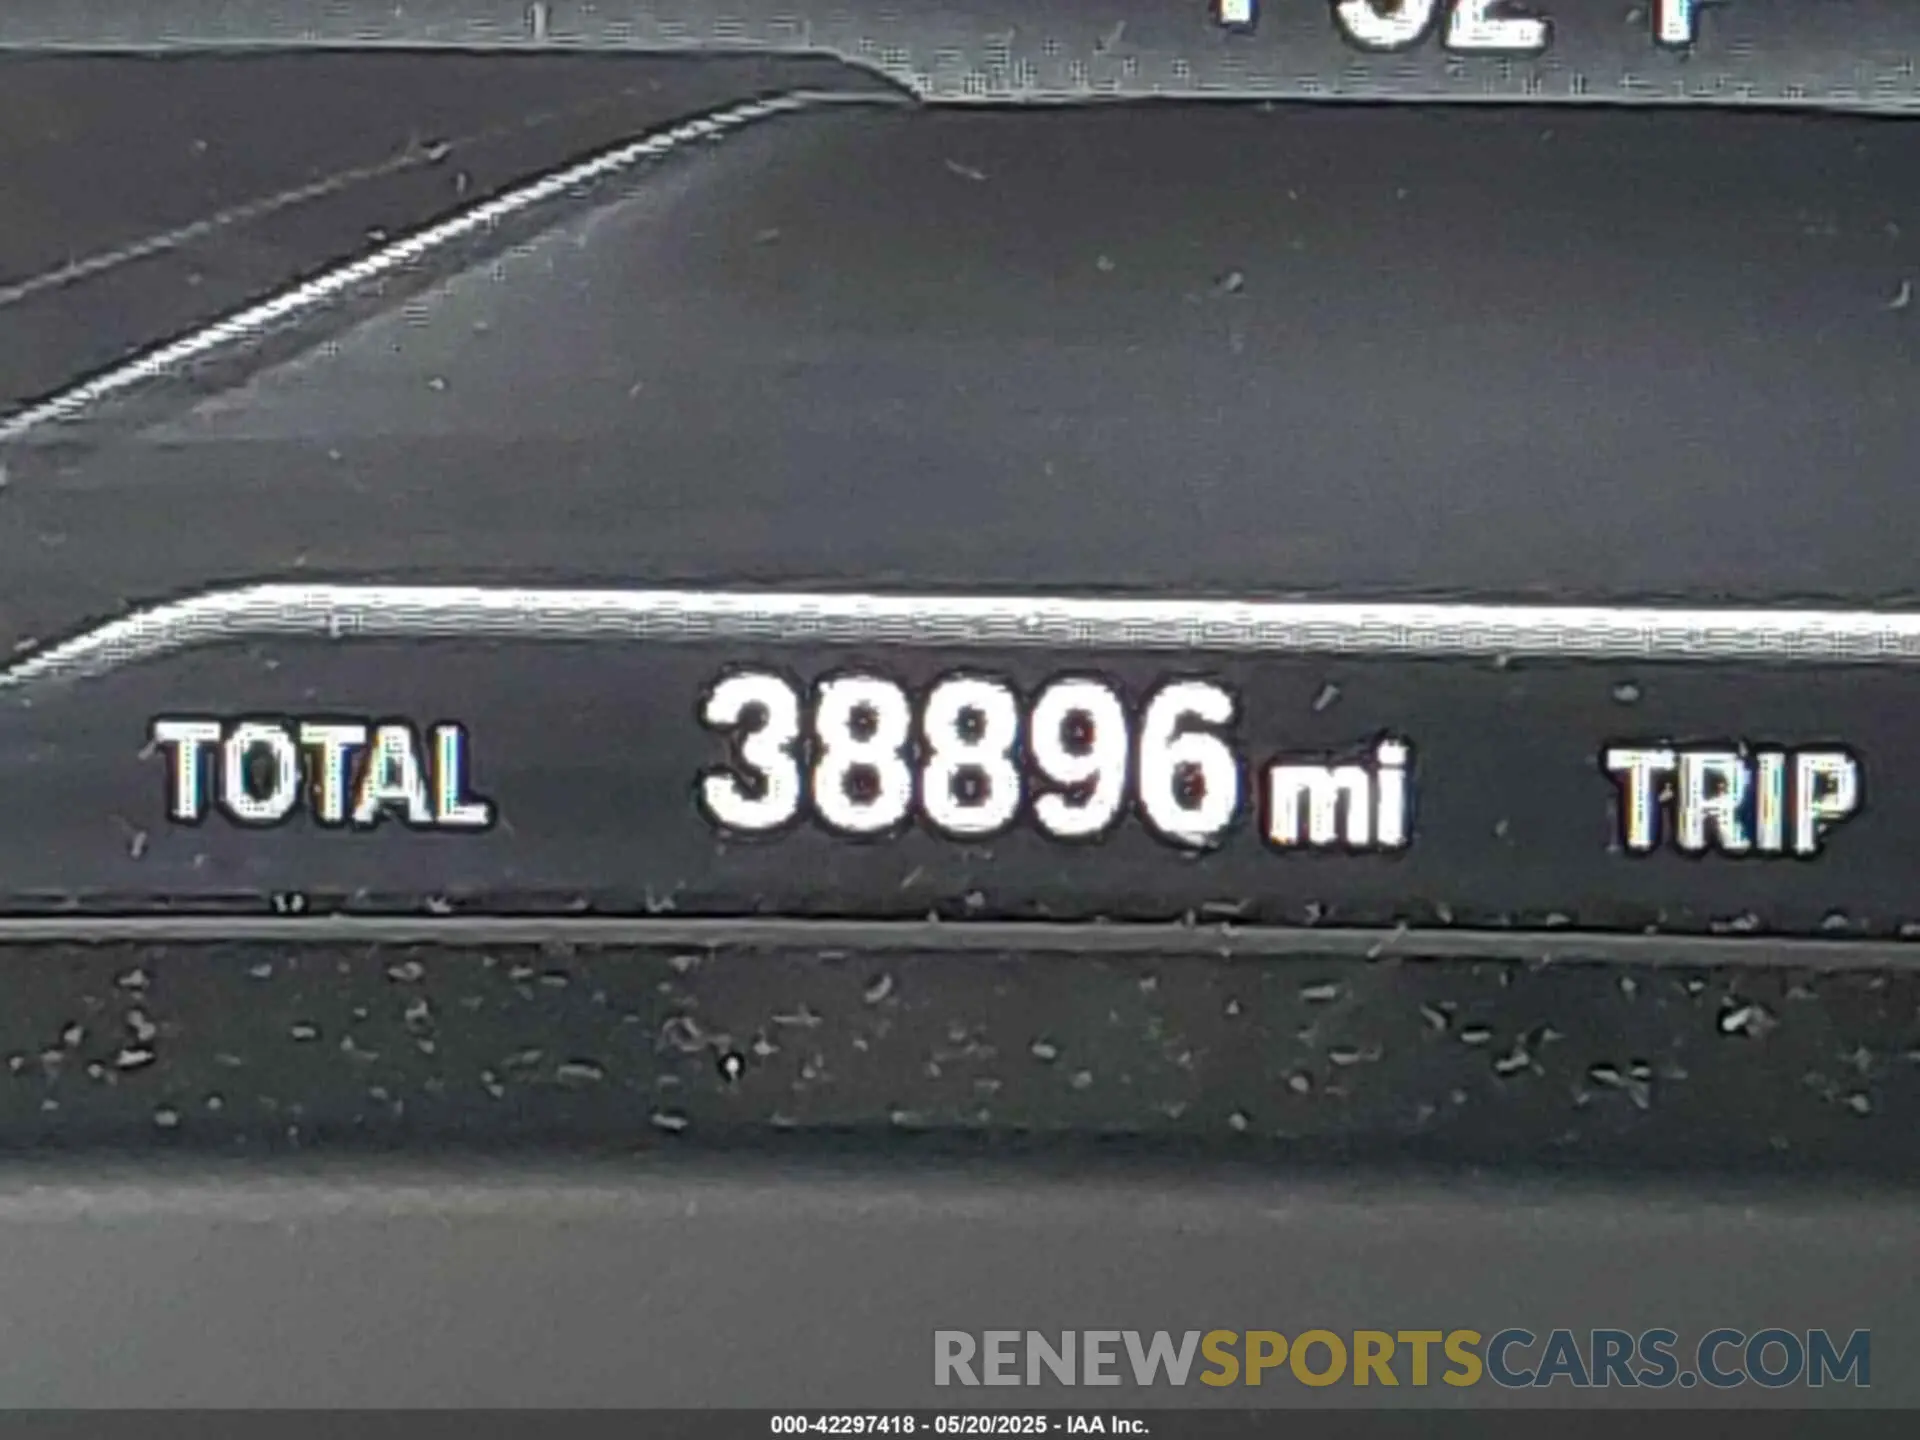 TOTAL 38896 mi TRIP
RENEWSPORTSCARS.COM
000-42297418 - 05/20/2025 - IAA Inc.